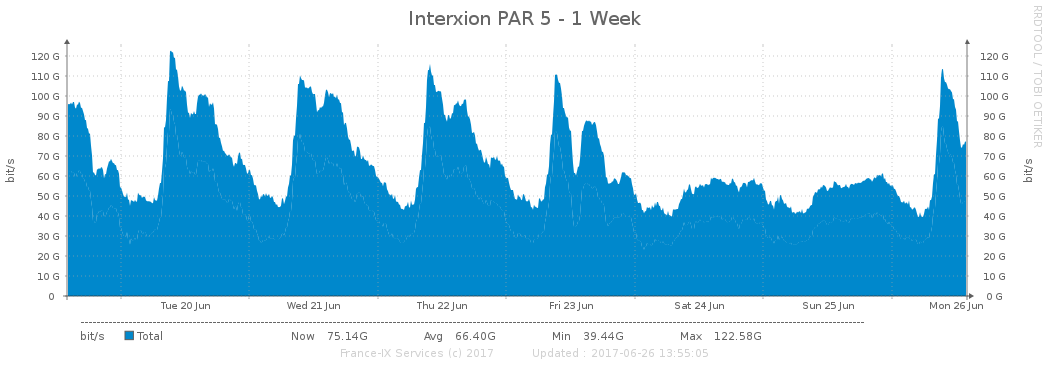 Interxion PAR 5 - 1 Week
RRDTOOL / TOBI OETIKER
bit/s
120 G 120 G
110 G 110 G
100 G 100 G
90 G 90 G
80 G 80 G
70 G 70 G
60 G 60 G
50 G 50 G
40 G 40 G
30 G 30 G
20 G 20 G
10 G 10 G
0 0 G
bit/s
Tue 20 Jun Wed 21 Jun Thu 22 Jun Fri 23 Jun Sat 24 Jun Sun 25 Jun Mon 26 Jun
bit/s Total Now 75.14G Avg 66.40G Min 39.44G Max 122.58G
France-IX Services (c) 2017 Updated : 2017-06-26 13:55:05